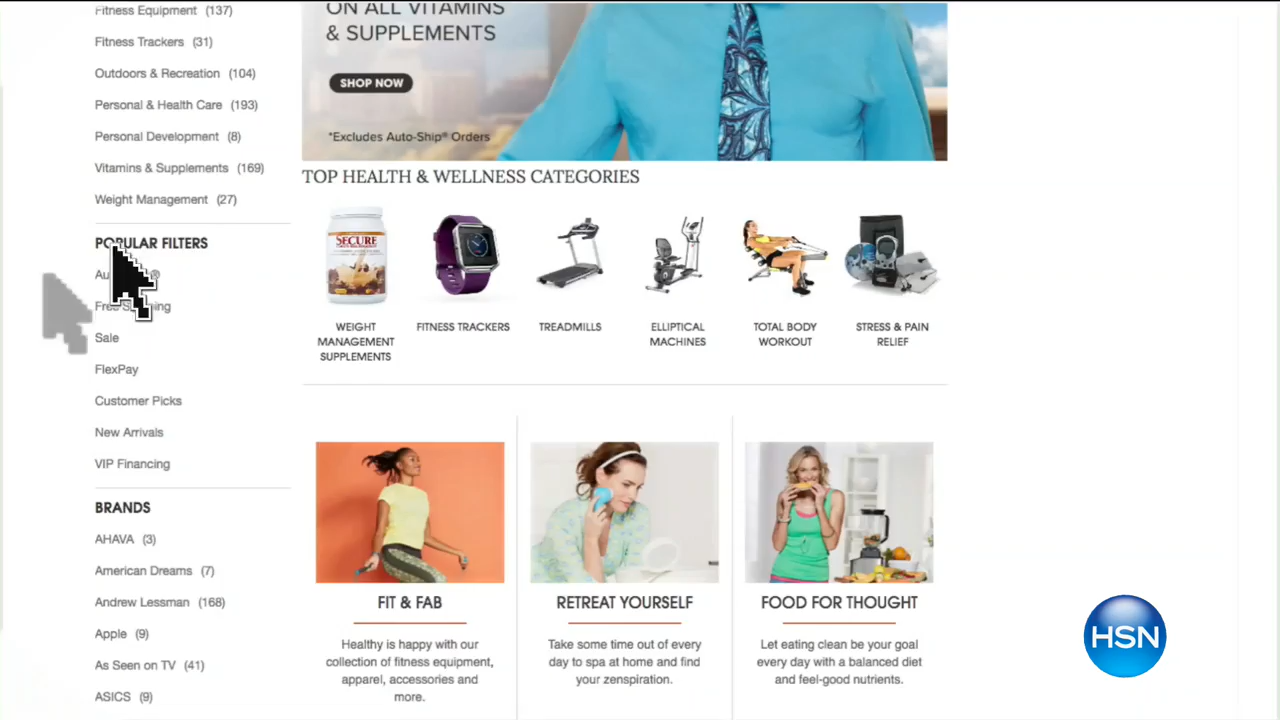 Fitness Equipment (137)
Fitness Trackers (31)
Outdoors & Recreation (104)
Personal & Health Care (193)
Personal Development (8)
Vitamins & Supplements (169)
Weight Management (27)
POPULAR FILTERS
Free Shipping
Sale
FlexPay
Customer Picks
New Arrivals
VIP Financing
BRANDS
AHAVA (3)
American Dreams (7)
Andrew Lessman (168)
Apple (9)
As Seen on TV (41)
ASICS (9)
ON ALL VITAMINS
& SUPPLEMENTS
SHOP NOW
*Excludes Auto-Ship® Orders
TOP HEALTH & WELLNESS CATEGORIES
SECURE
WEIGHT
MANAGEMENT
SUPPLEMENTS
FITNESS TRACKERS
TREADMILLS
ELLIPTICAL
MACHINES
TOTAL BODY
WORKOUT
STRESS & PAIN
RELIEF
FIT & FAB
Healthy is happy with our
collection of fitness equipment,
apparel, accessories and
more.
RETREAT YOURSELF
Take some time out of every
day to spa at home and find
your zenspiration.
FOOD FOR THOUGHT
Let eating clean be your goal
every day with a balanced diet
and feel-good nutrients.
HSN